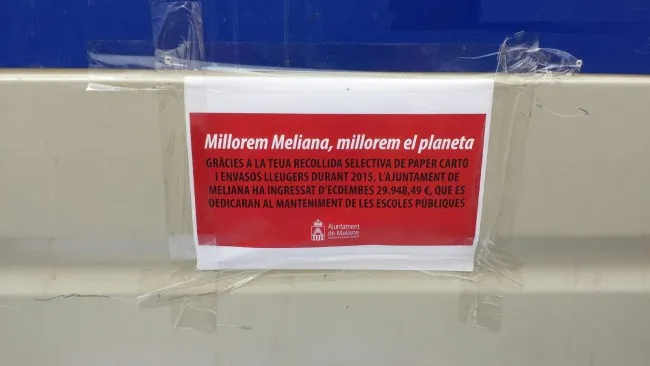 Millorem Meliana, millorem el planeta
GRÀCIES A LA TEUA RECOLLIDA SELECTIVA DE PAPER CARTÓ
I ENVASOS LLEUGERS DURANT 2015, L'AJUNTAMENT DE
MELIANA HA INGRESSAT D'ECOEMBES 29.948,49 €, QUE ES
DEDICARAN AL MANTENIMENT DE LES ESCOLES PÚBLIQUES
Ajuntament
de Meliana